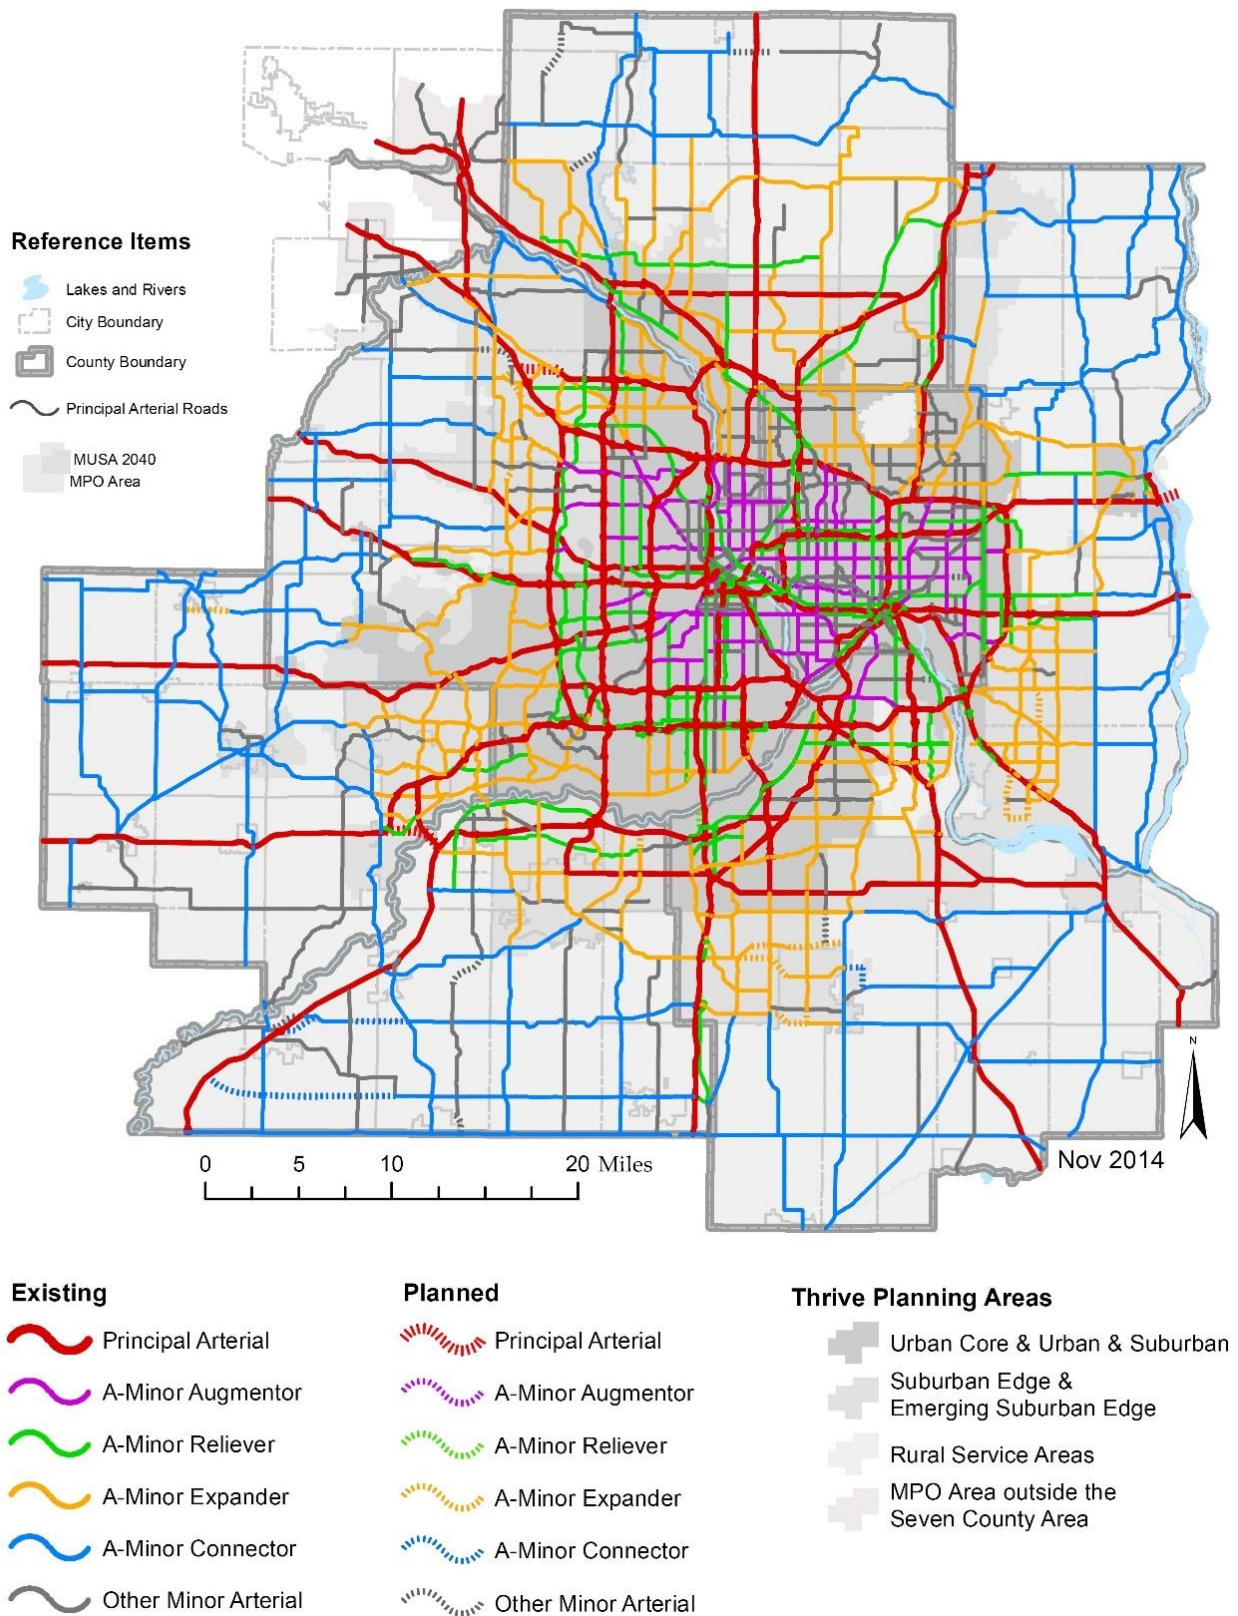 Reference Items
Lakes and Rivers
City Boundary
County Boundary
Principal Arterial Roads
MUSA 2040
MPO Area
N
Nov 2014
0 5 10 20 Miles
Existing
Principal Arterial
A-Minor Augmentor
A-Minor Reliever
A-Minor Expander
A-Minor Connector
Other Minor Arterial
Planned
Principal Arterial
A-Minor Augmentor
A-Minor Reliever
A-Minor Expander
A-Minor Connector
Other Minor Arterial
Thrive Planning Areas
Urban Core & Urban & Suburban
Suburban Edge &
Emerging Suburban Edge
Rural Service Areas
MPO Area outside the
Seven County Area